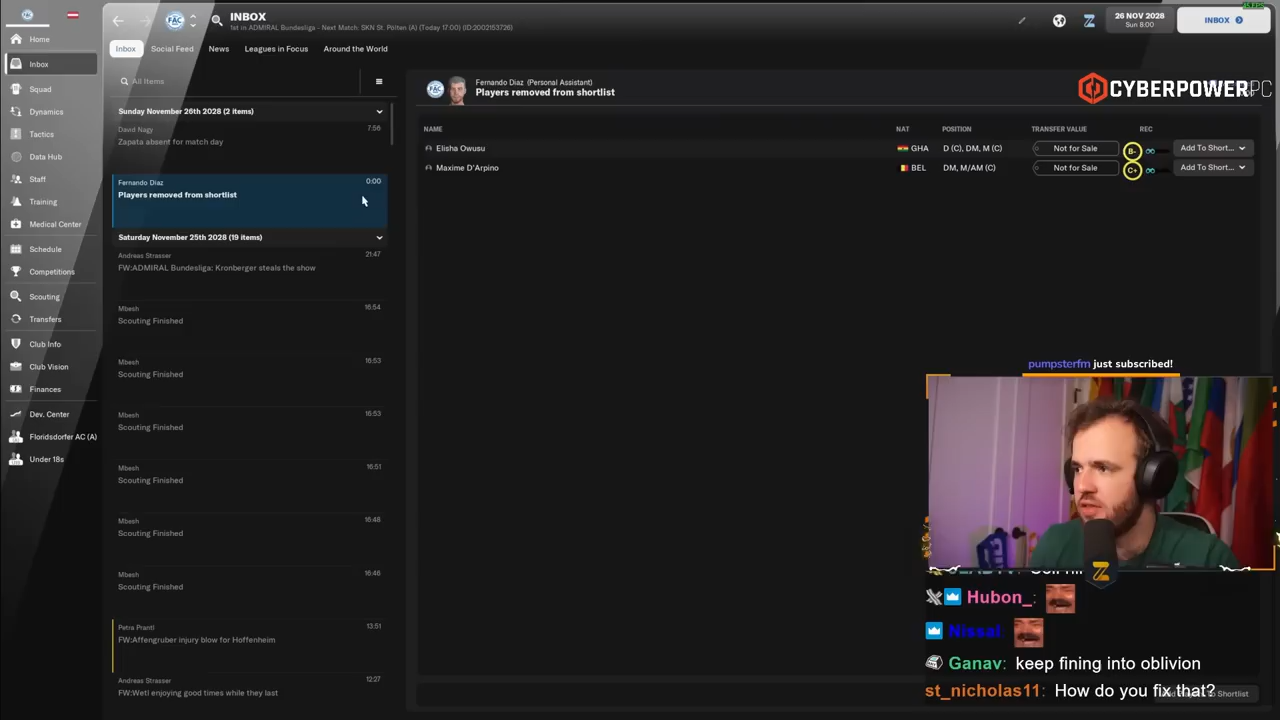 INBOX
1st in ADMIRAL Bundesliga - Next Match: SKN St. Pölten (A) (Today 17:00) (ID:2002153726)
26 NOV 2028
Sun 8:00
INBOX
Inbox
Social Feed
News
Leagues in Focus
Around the World
Home
Inbox
Squad
Dynamics
Tactics
Data Hub
Staff
Training
Medical Center
Schedule
Competitions
Scouting
Transfers
Club Info
Club Vision
Finances
Dev. Center
Floridsdorfer AC (A)
Under 18s
All Items
Sunday November 26th 2028 (2 items)
David Nagy
7:56
Zapata absent for match day
Fernando Diaz
0:00
Players removed from shortlist
Saturday November 25th 2028 (19 items)
Andreas Strasser
21:47
FW:ADMIRAL Bundesliga: Kronberger steals the show
Mbesh
16:54
Scouting Finished
Mbesh
16:53
Scouting Finished
Mbesh
16:53
Scouting Finished
Mbesh
16:51
Scouting Finished
Mbesh
16:48
Scouting Finished
Mbesh
16:46
Scouting Finished
Petra Prantl
13:51
FW:Affengruber injury blow for Hoffenheim
Andreas Strasser
12:27
FW:Wetl enjoying good times while they last
Fernando Diaz (Personal Assistant)
Players removed from shortlist
CYBERPOWERPC
NAME NAT POSITION TRANSFER VALUE REC
Elisha Owusu GHA D (C), DM, M (C) Not for Sale B- Add To Short...
Maxime D'Arpino BEL DM, M/AM (C) Not for Sale C+ Add To Short...
pumpsterfm just subscribed!
Hubon_:
Nissal:
Ganav: keep fining into oblivion
st_nicholas11: How do you fix that?